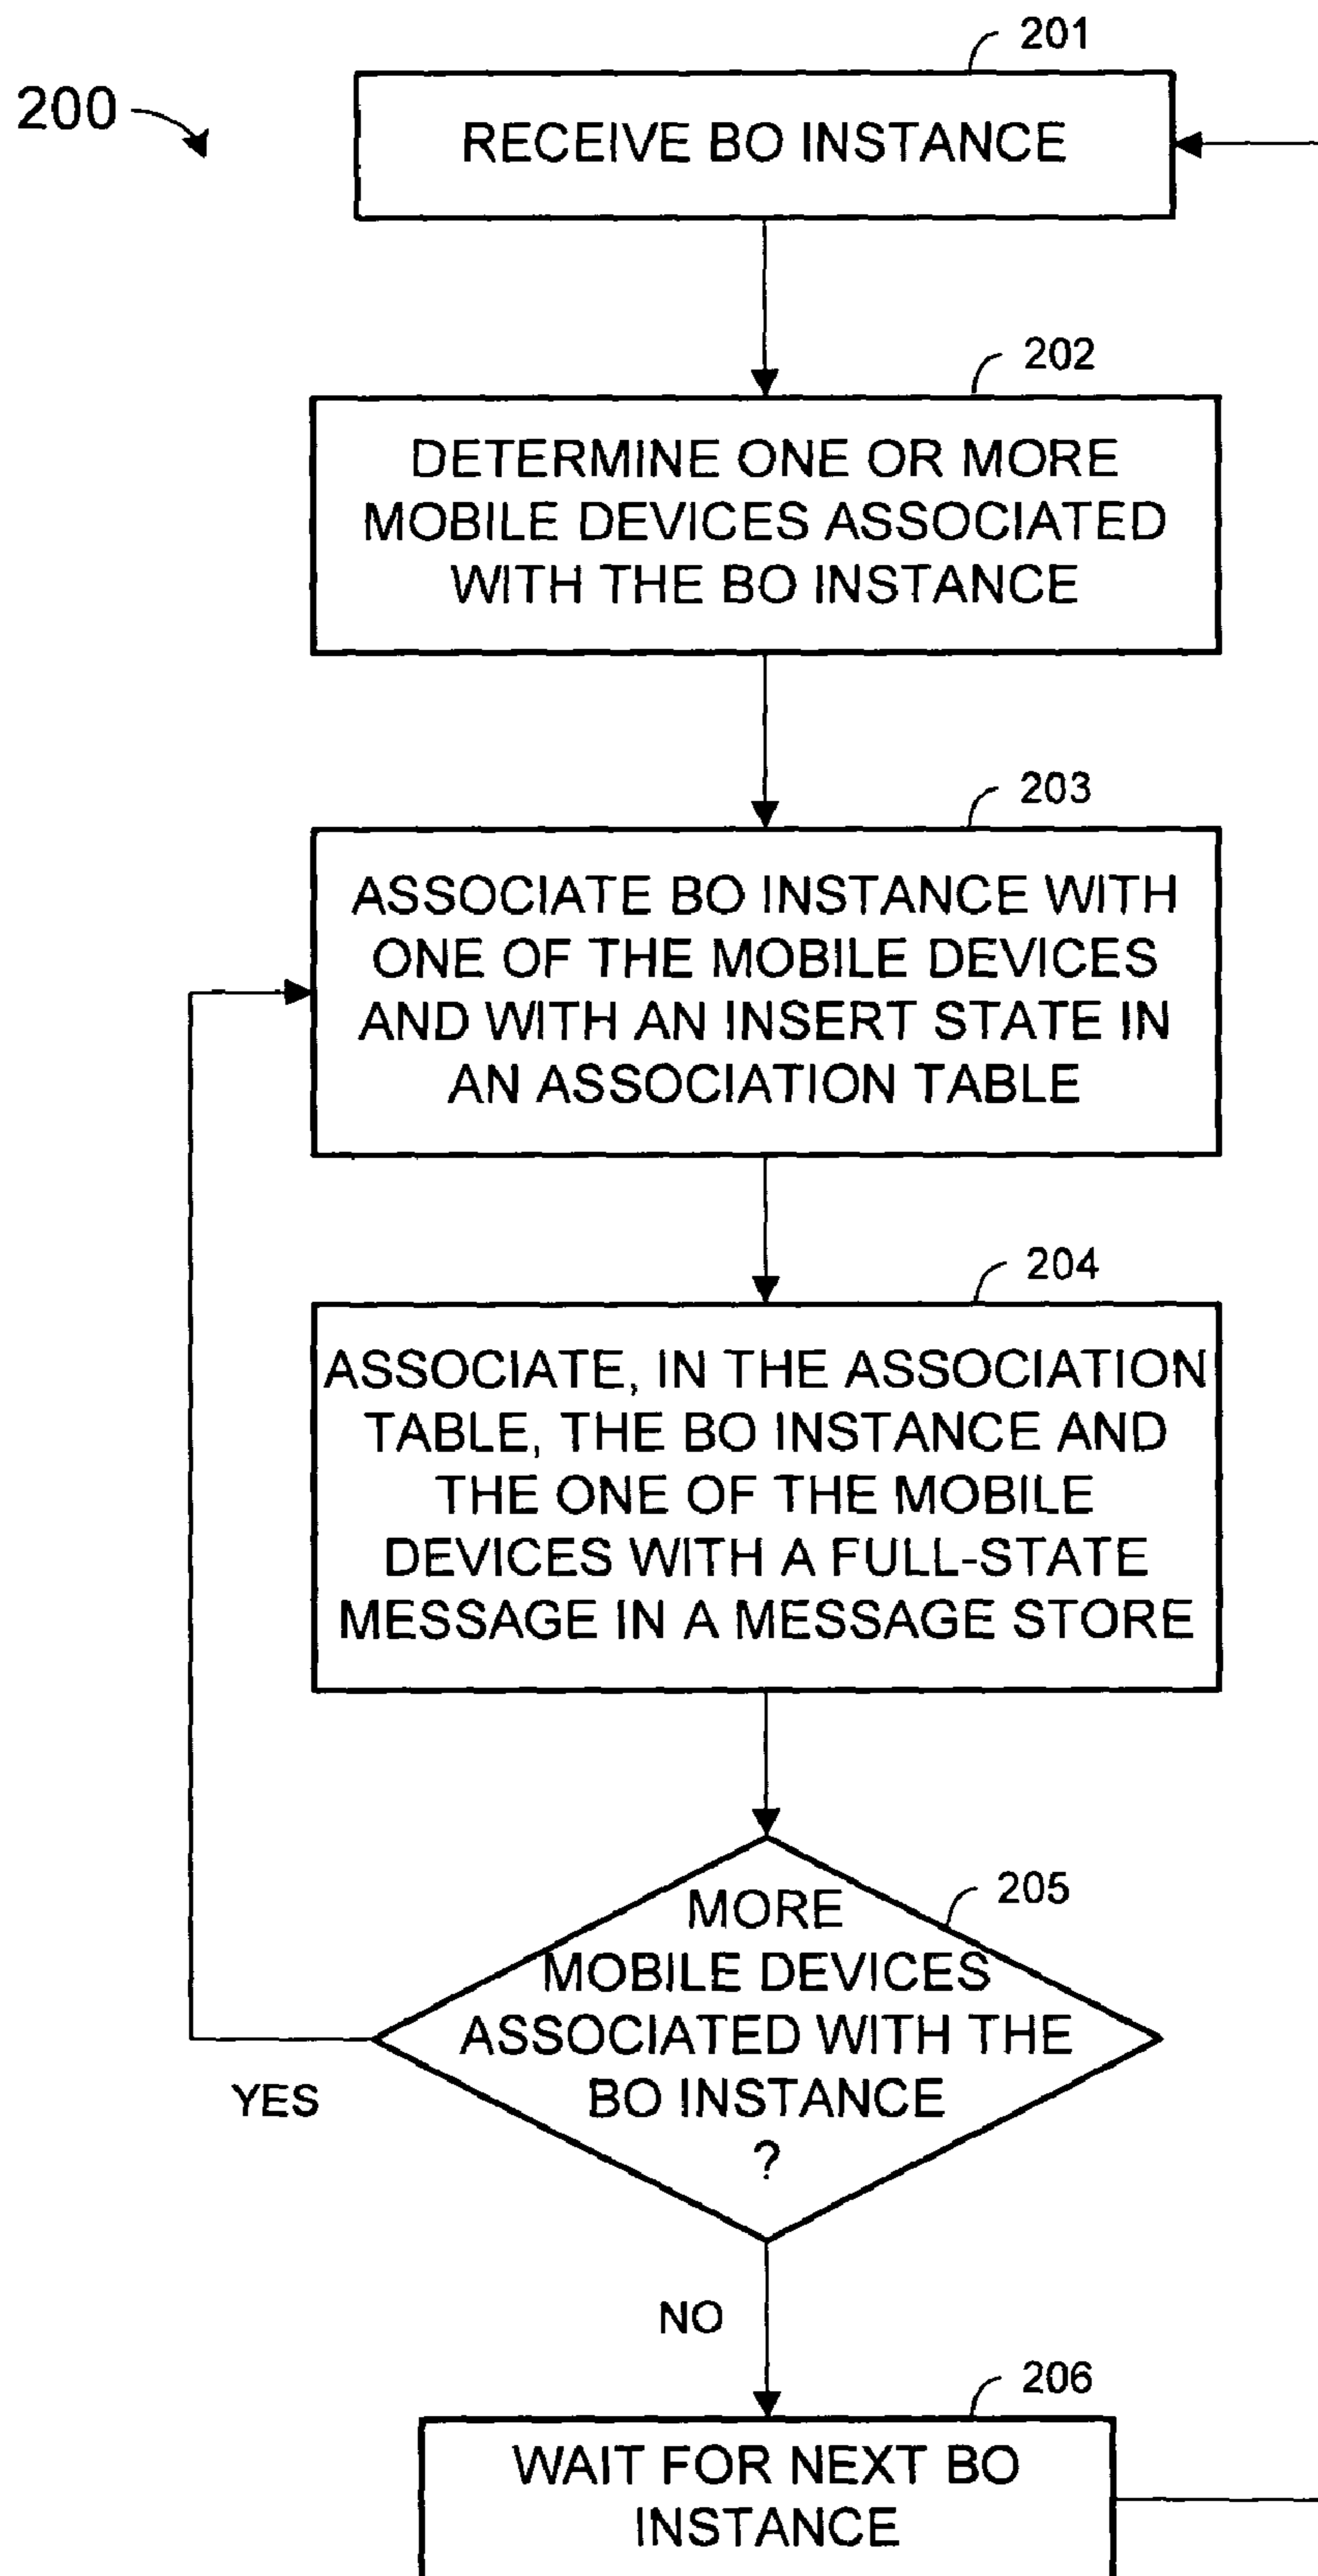 201
200
RECEIVE BO INSTANCE
202
DETERMINE ONE OR MORE
MOBILE DEVICES ASSOCIATED
WITH THE BO INSTANCE
203
ASSOCIATE BO INSTANCE WITH
ONE OF THE MOBILE DEVICES
AND WITH AN INSERT STATE IN
AN ASSOCIATION TABLE
204
ASSOCIATE, IN THE ASSOCIATION
TABLE, THE BO INSTANCE AND
THE ONE OF THE MOBILE
DEVICES WITH A FULL-STATE
MESSAGE IN A MESSAGE STORE
205
MORE
MOBILE DEVICES
ASSOCIATED WITH THE
BO INSTANCE
?
YES
NO
206
WAIT FOR NEXT BO
INSTANCE